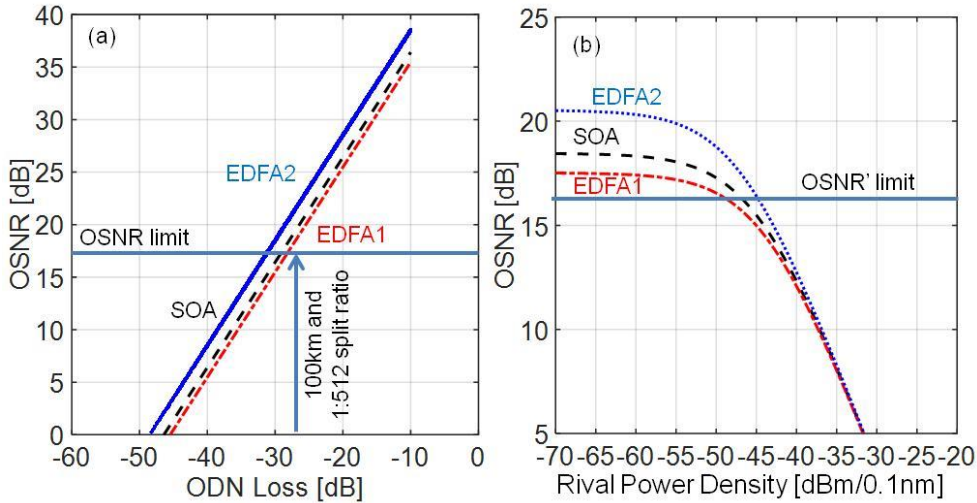 (a)
40
35
30
25
20
15
10
5
0
OSNR [dB]
EDFA2
OSNR limit
EDFA1
SOA
100km and
1:512 split ratio
-60 -50 -40 -30 -20 -10 0
ODN Loss [dB]
(b)
25
20
15
10
5
OSNR [dB]
EDFA2
SOA
EDFA1
OSNR' limit
-70 -65 -60 -55 -50 -45 -40 -35 -30 -25 -20
Rival Power Density [dBm/0.1nm]